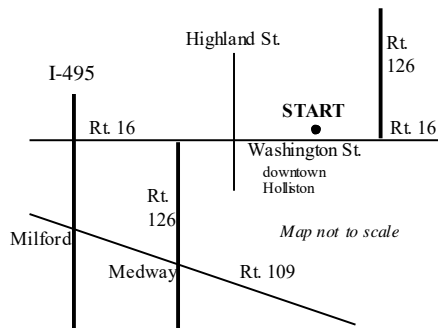 Highland St.
Rt.
126
I-495
START
Rt. 16
Rt. 16
Washington St.
downtown
Holliston
Rt.
126
Map not to scale
Milford
Medway
Rt. 109